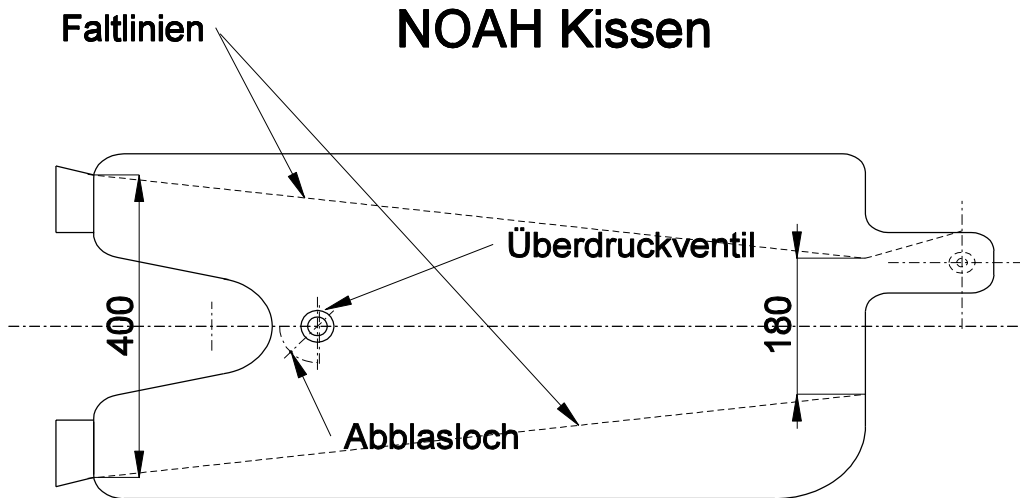 NOAH Kissen
Faltlinien
Überdruckventil
400
180
Abblasloch